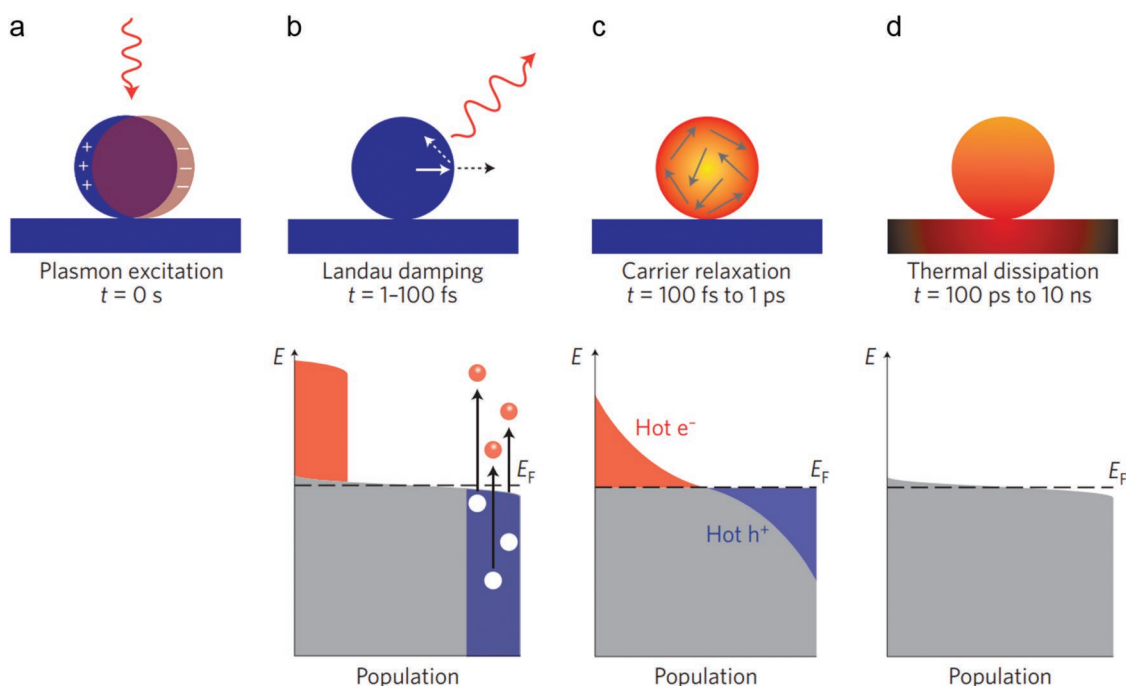 a
b
c
d
+
+
+
−
−
−
Plasmon excitation
t = 0 s
Landau damping
t = 1–100 fs
Carrier relaxation
t = 100 fs to 1 ps
Thermal dissipation
t = 100 ps to 10 ns
E
E_F
Population
E
Hot e⁻
E_F
Hot h⁺
Population
E
E_F
Population